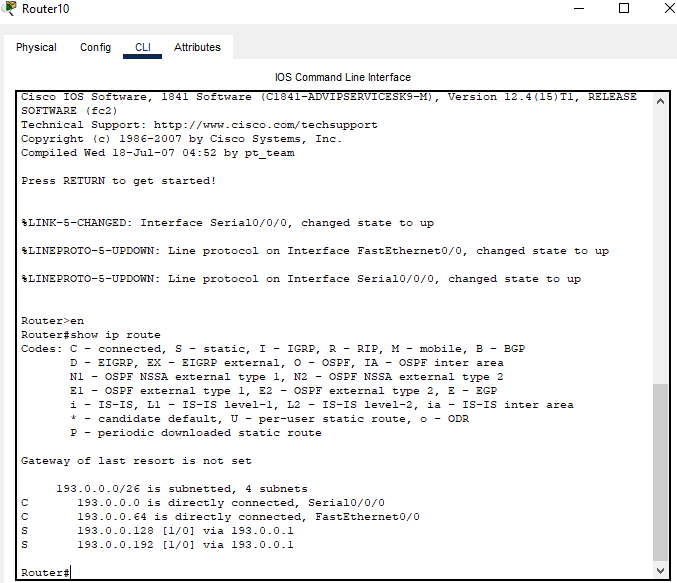 Router10
Physical Config CLI Attributes
IOS Command Line Interface
Cisco IOS Software, 1841 Software (C1841-ADVIPSERVICESK9-M), Version 12.4(15)T1, RELEASE
SOFTWARE (fc2)
Technical Support: http://www.cisco.com/techsupport
Copyright (c) 1986-2007 by Cisco Systems, Inc.
Compiled Wed 18-Jul-07 04:52 by pt_team
Press RETURN to get started!
%LINK-5-CHANGED: Interface Serial0/0/0, changed state to up
%LINEPROTO-5-UPDOWN: Line protocol on Interface FastEthernet0/0, changed state to up
%LINEPROTO-5-UPDOWN: Line protocol on Interface Serial0/0/0, changed state to up
Router>en
Router#show ip route
Codes: C - connected, S - static, I - IGRP, R - RIP, M - mobile, B - BGP
D - EIGRP, EX - EIGRP external, O - OSPF, IA - OSPF inter area
N1 - OSPF NSSA external type 1, N2 - OSPF NSSA external type 2
E1 - OSPF external type 1, E2 - OSPF external type 2, E - EGP
i - IS-IS, L1 - IS-IS level-1, L2 - IS-IS level-2, ia - IS-IS inter area
* - candidate default, U - per-user static route, o - ODR
P - periodic downloaded static route
Gateway of last resort is not set
193.0.0.0/26 is subnetted, 4 subnets
C 193.0.0.0 is directly connected, Serial0/0/0
C 193.0.0.64 is directly connected, FastEthernet0/0
S 193.0.0.128 [1/0] via 193.0.0.1
S 193.0.0.192 [1/0] via 193.0.0.1
Router#